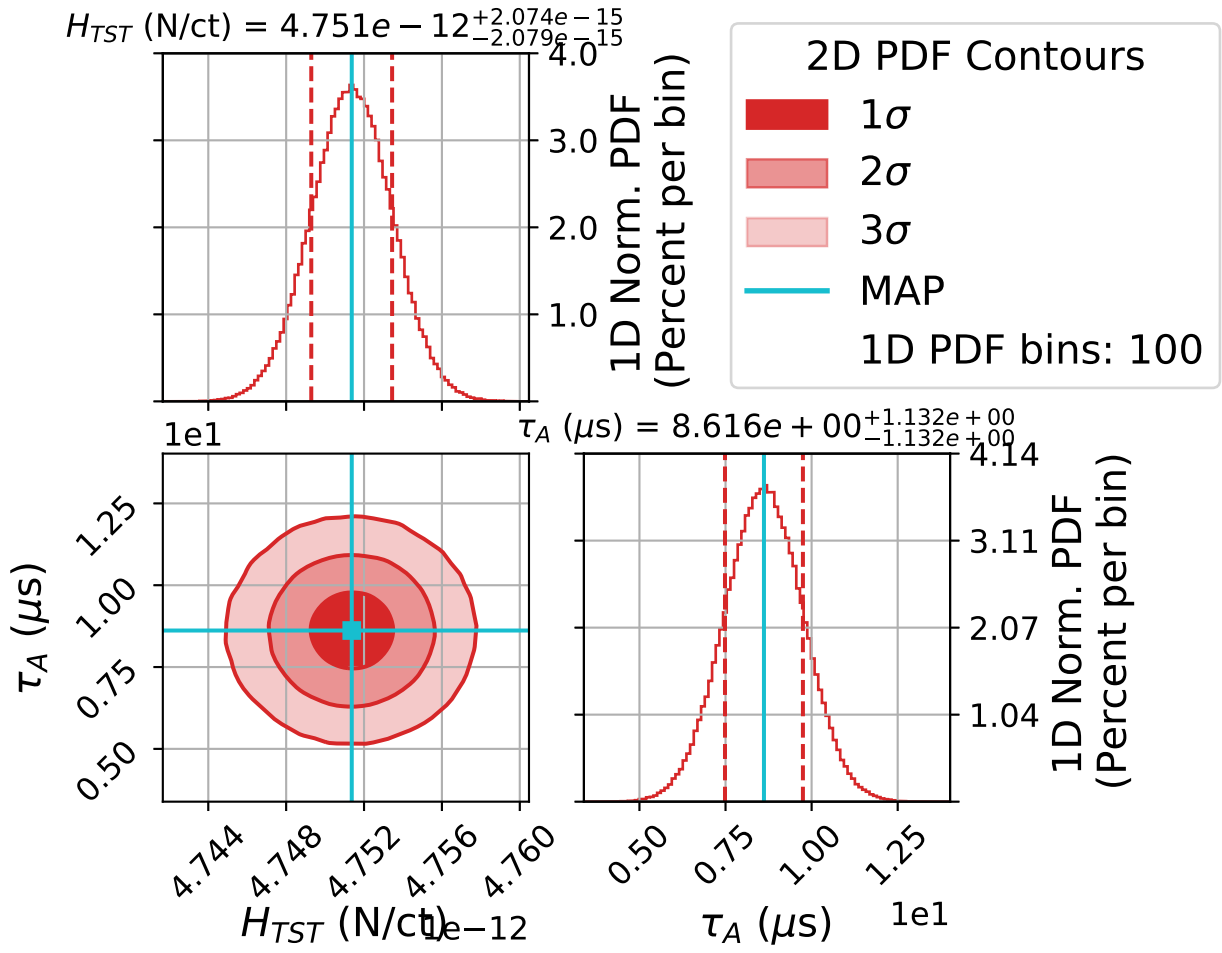 H_TST (N/ct) = 4.751e − 12 +2.074e−15 −2.079e−15
4.0
3.0
2.0
1.0
1D Norm. PDF
(Percent per bin)
2D PDF Contours
1σ
2σ
3σ
MAP
1D PDF bins: 100
1e1
τ_A (μs) = 8.616e + 00 +1.132e+00 −1.132e+00
1.25
1.00
0.75
0.50
τ_A (μs)
4.14
3.11
2.07
1.04
1D Norm. PDF
(Percent per bin)
4.744 4.748 4.752 4.756 4.760
H_TST (N/ct)
1e−12
0.50 0.75 1.00 1.25
τ_A (μs)
1e1